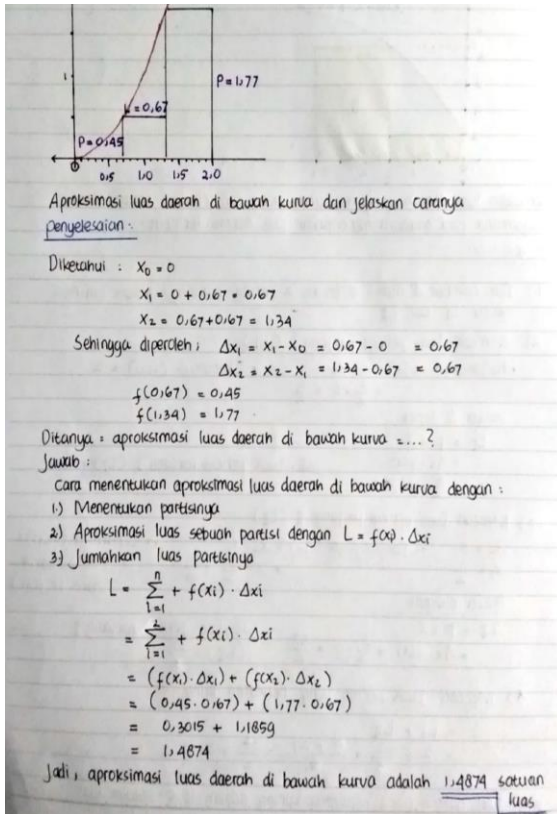 1
P=1,77
l=0,67
P=0,45
0
0,5 1,0 1,5 2,0
Aproksimasi luas daerah di bawah kurva dan jelaskan caranya
penyelesaian :
Diketahui : x₀ = 0
x₁ = 0 + 0,67 = 0,67
x₂ = 0,67+0,67 = 1,34
Sehingga diperoleh ; Δx₁ = x₁ - x₀ = 0,67 - 0 = 0,67
Δx₂ = x₂ - x₁ = 1,34 - 0,67 = 0,67
f(0,67) = 0,45
f(1,34) = 1,77
Ditanya = aproksimasi luas daerah di bawah kurva = ... ?
Jawab :
Cara menentukan aproksimasi luas daerah di bawah kurva dengan :
1.) Menentukan partisinya
2) Aproksimasi luas sebuah partisi dengan L = f(xi) . Δxi
3) Jumlahkan luas partisinya
L = n Σ i=1 + f(xi) . Δxi
= 2 Σ i=1 + f(xi) . Δxi
= (f(x₁) . Δx₁) + (f(x₂) . Δx₂)
= (0,45 . 0,67) + (1,77 . 0,67)
= 0,3015 + 1,1859
= 1,4874
Jadi, aproksimasi luas daerah di bawah kurva adalah 1,4874 satuan
luas